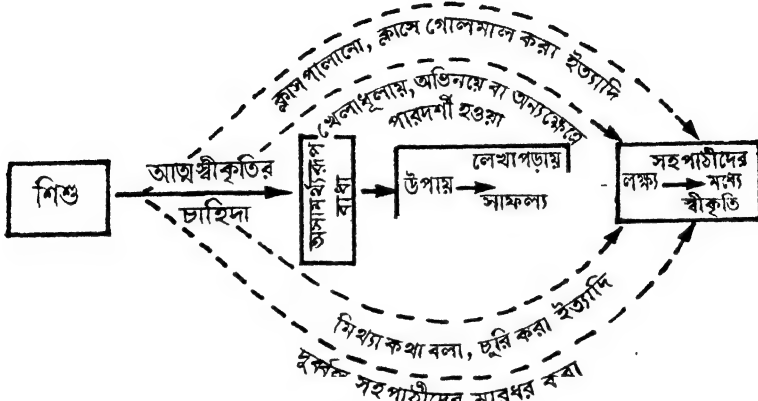 ক্লাস পালানো, ক্লাসে গোলমাল করা ইত্যাদি
খেলাধূলায়, অভিনয়ে বা অন্যক্ষেত্রে
পারদর্শী হওয়া
শিশু
আত্মস্বীকৃতির
চাহিদা
অসামর্থ্যরূপ
বাধা
উপায়
লেখাপড়ায়
সাফল্য
লক্ষ্য
সহপাঠীদের
মধ্যে
স্বীকৃতি
মিথ্যা কথা বলা, চুরি করা ইত্যাদি
দুর্ব্বল সহপাঠীদের মারধর করা